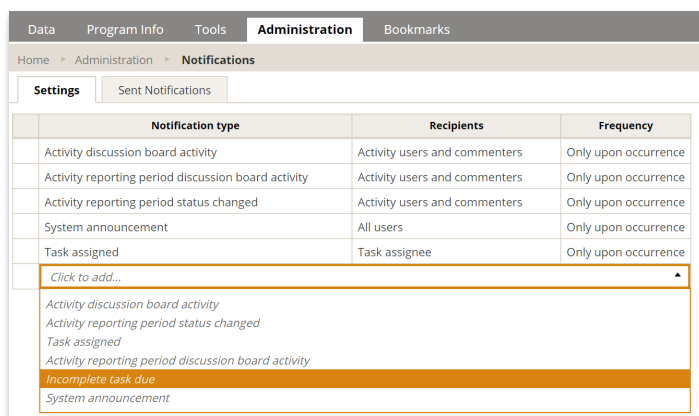 Data Program Info Tools Administration Bookmarks
Home Administration Notifications
Settings Sent Notifications
Notification type Recipients Frequency
Activity discussion board activity Activity users and commenters Only upon occurrence
Activity reporting period discussion board activity Activity users and commenters Only upon occurrence
Activity reporting period status changed Activity users and commenters Only upon occurrence
System announcement All users Only upon occurrence
Task assigned Task assignee Only upon occurrence
Click to add...
Activity discussion board activity
Activity reporting period status changed
Task assigned
Activity reporting period discussion board activity
Incomplete task due
System announcement